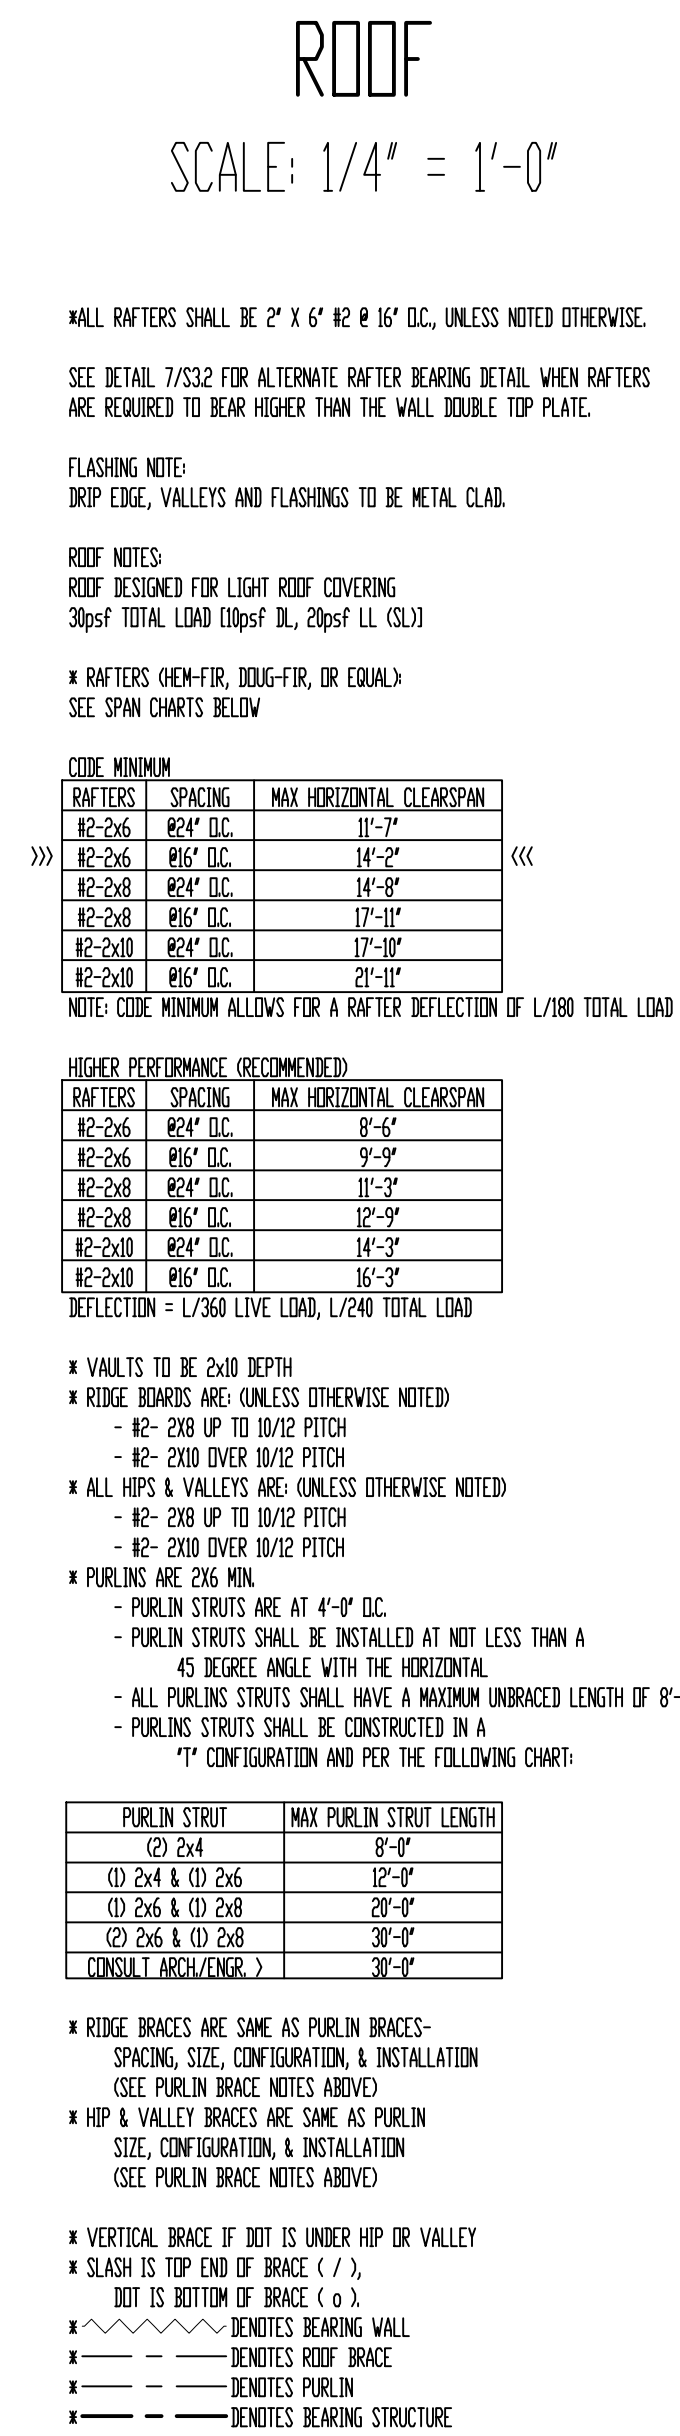 ROOF
SCALE: 1/4" = 1'-0"
*ALL RAFTERS SHALL BE 2" X 6" #2 @ 16" O.C., UNLESS NOTED OTHERWISE.
SEE DETAIL 7/S3.2 FOR ALTERNATE RAFTER BEARING DETAIL WHEN RAFTERS
ARE REQUIRED TO BEAR HIGHER THAN THE WALL DOUBLE TOP PLATE.
FLASHING NOTE:
DRIP EDGE, VALLEYS AND FLASHINGS TO BE METAL CLAD.
ROOF NOTES:
ROOF DESIGNED FOR LIGHT ROOF COVERING
30psf TOTAL LOAD [10psf DL, 20psf LL (SL)]
* RAFTERS (HEM-FIR, DOUG-FIR, OR EQUAL):
SEE SPAN CHARTS BELOW
CODE MINIMUM
RAFTERS SPACING MAX HORIZONTAL CLEARSPAN
#2-2x6 @24" O.C. 11'-7"
>>> #2-2x6 @16" O.C. 14'-2" <<<
#2-2x8 @24" O.C. 14'-8"
#2-2x8 @16" O.C. 17'-11"
#2-2x10 @24" O.C. 17'-10"
#2-2x10 @16" O.C. 21'-11"
NOTE: CODE MINIMUM ALLOWS FOR A RAFTER DEFLECTION OF L/180 TOTAL LOAD
HIGHER PERFORMANCE (RECOMMENDED)
RAFTERS SPACING MAX HORIZONTAL CLEARSPAN
#2-2x6 @24" O.C. 8'-6"
#2-2x6 @16" O.C. 9'-9"
#2-2x8 @24" O.C. 11'-3"
#2-2x8 @16" O.C. 12'-9"
#2-2x10 @24" O.C. 14'-3"
#2-2x10 @16" O.C. 16'-3"
DEFLECTION = L/360 LIVE LOAD, L/240 TOTAL LOAD
* VAULTS TO BE 2x10 DEPTH
* RIDGE BOARDS ARE: (UNLESS OTHERWISE NOTED)
- #2- 2X8 UP TO 10/12 PITCH
- #2- 2X10 OVER 10/12 PITCH
* ALL HIPS & VALLEYS ARE: (UNLESS OTHERWISE NOTED)
- #2- 2X8 UP TO 10/12 PITCH
- #2- 2X10 OVER 10/12 PITCH
* PURLINS ARE 2X6 MIN.
- PURLIN STRUTS ARE AT 4'-0" O.C.
- PURLIN STRUTS SHALL BE INSTALLED AT NOT LESS THAN A
45 DEGREE ANGLE WITH THE HORIZONTAL
- ALL PURLINS STRUTS SHALL HAVE A MAXIMUM UNBRACED LENGTH OF 8'-
- PURLINS STRUTS SHALL BE CONSTRUCTED IN A
"T" CONFIGURATION AND PER THE FOLLOWING CHART:
PURLIN STRUT MAX PURLIN STRUT LENGTH
(2) 2x4 8'-0"
(1) 2x4 & (1) 2x6 12'-0"
(1) 2x6 & (1) 2x8 20'-0"
(2) 2x6 & (1) 2x8 30'-0"
CONSULT ARCH./ENGR. > 30'-0"
* RIDGE BRACES ARE SAME AS PURLIN BRACES-
SPACING, SIZE, CONFIGURATION, & INSTALLATION
(SEE PURLIN BRACE NOTES ABOVE)
* HIP & VALLEY BRACES ARE SAME AS PURLIN
SIZE, CONFIGURATION, & INSTALLATION
(SEE PURLIN BRACE NOTES ABOVE)
* VERTICAL BRACE IF DOT IS UNDER HIP OR VALLEY
* SLASH IS TOP END OF BRACE ( / ),
DOT IS BOTTOM OF BRACE ( o ).
* DENOTES BEARING WALL
* DENOTES ROOF BRACE
* DENOTES PURLIN
* DENOTES BEARING STRUCTURE